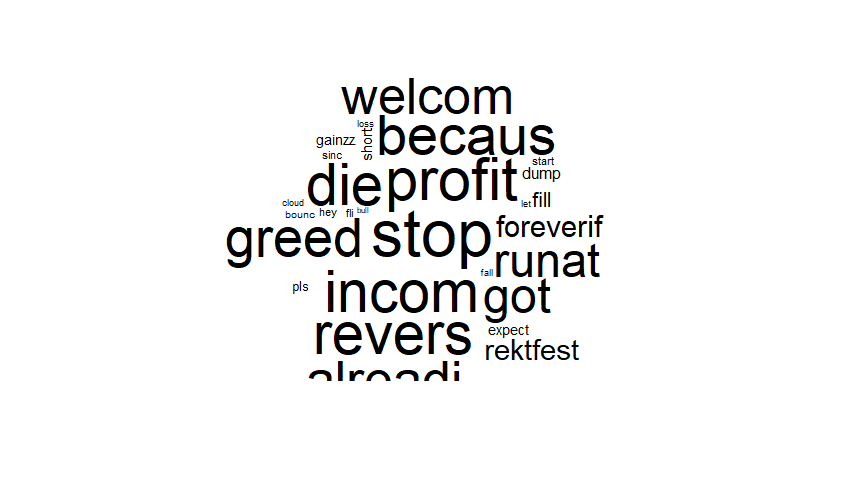 welcom
loss
becaus
gainzz
short
sinc
start
die
profit
dump
cloud
let
fill
bounc
hey
fli
bull
greed
stop
foreverif
runat
fall
pls
incom
got
revers
expect
rektfest
alreadi